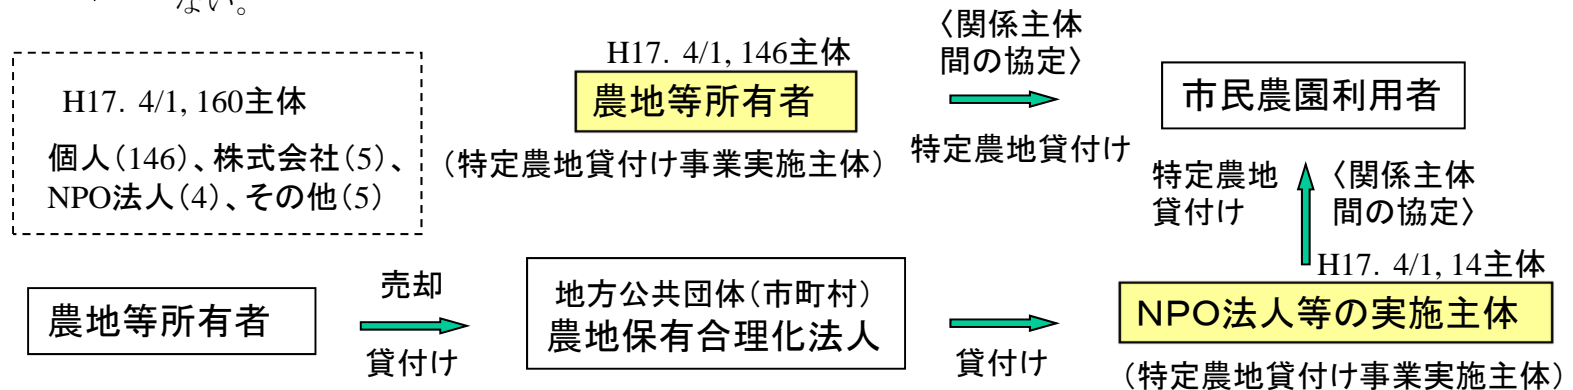 ない。
H17. 4/1, 160主体
個人(146)、株式会社(5)、
NPO法人(4)、その他(5)
H17. 4/1, 146主体
農地等所有者
(特定農地貸付け事業実施主体)
〈関係主体
間の協定〉
特定農地貸付け
市民農園利用者
特定農地
貸付け
〈関係主体
間の協定〉
農地等所有者
売却
貸付け
地方公共団体(市町村)
農地保有合理化法人
貸付け
H17. 4/1, 14主体
NPO法人等の実施主体
(特定農地貸付け事業実施主体)